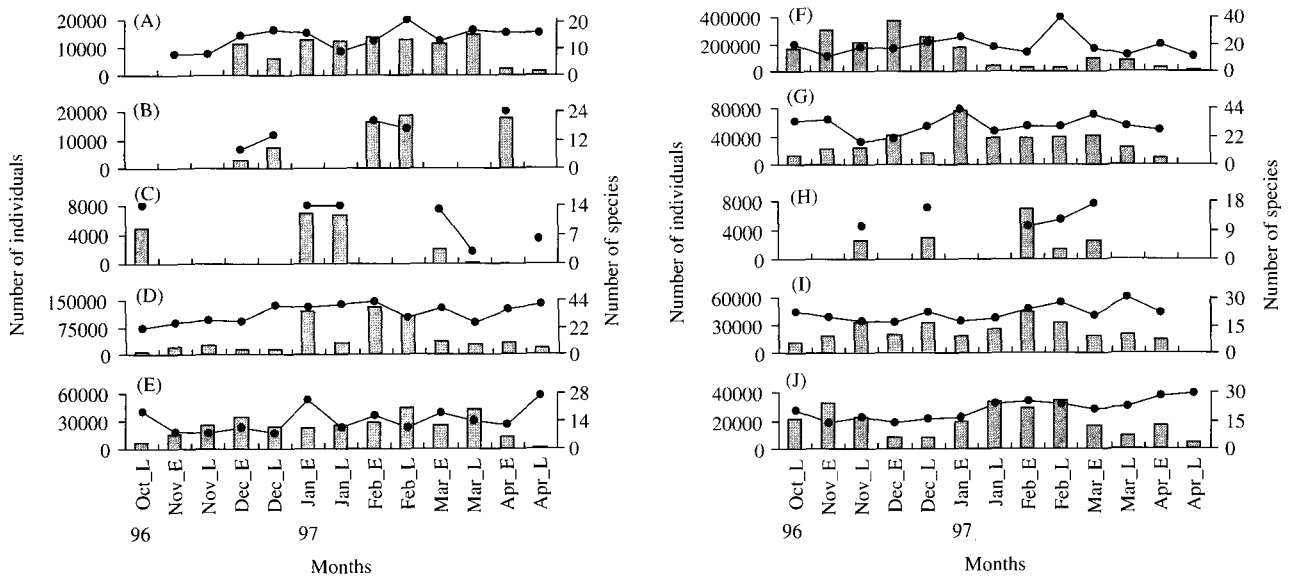 (A)
20000
10000
0
20
10
0
(B)
20000
10000
0
24
12
0
(C)
8000
4000
0
14
7
0
(D)
150000
75000
0
44
22
0
(E)
60000
30000
0
28
14
0
Number of individuals
Number of species
Oct_L
Nov_E
Nov_L
Dec_E
Dec_L
Jan_E
Jan_L
Feb_E
Feb_L
Mar_E
Mar_L
Apr_E
Apr_L
96
97
Months
(F)
400000
200000
0
40
20
0
(G)
80000
40000
0
44
22
0
(H)
8000
4000
0
18
9
0
(I)
60000
30000
0
30
15
0
(J)
40000
20000
0
30
15
0
Number of individuals
Number of species
Oct_L
Nov_E
Nov_L
Dec_E
Dec_L
Jan_E
Jan_L
Feb_E
Feb_L
Mar_E
Mar_L
Apr_E
Apr_L
96
97
Months